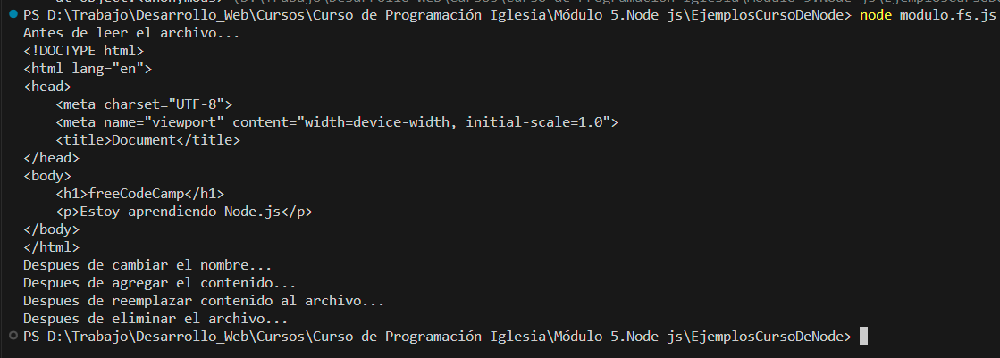 PS D:\Trabajo\Desarrollo_Web\Cursos\Curso de Programación Iglesia\Módulo 5.Node js\EjemplosCursoDeNode> node modulo.fs.js
Antes de leer el archivo...
<!DOCTYPE html>
<html lang="en">
<head>
    <meta charset="UTF-8">
    <meta name="viewport" content="width=device-width, initial-scale=1.0">
    <title>Document</title>
</head>
<body>
    <h1>freeCodeCamp</h1>
    <p>Estoy aprendiendo Node.js</p>
</body>
</html>
Despues de cambiar el nombre...
Despues de agregar el contenido...
Despues de reemplazar contenido al archivo...
Despues de eliminar el archivo...
PS D:\Trabajo\Desarrollo_Web\Cursos\Curso de Programación Iglesia\Módulo 5.Node js\EjemplosCursoDeNode>